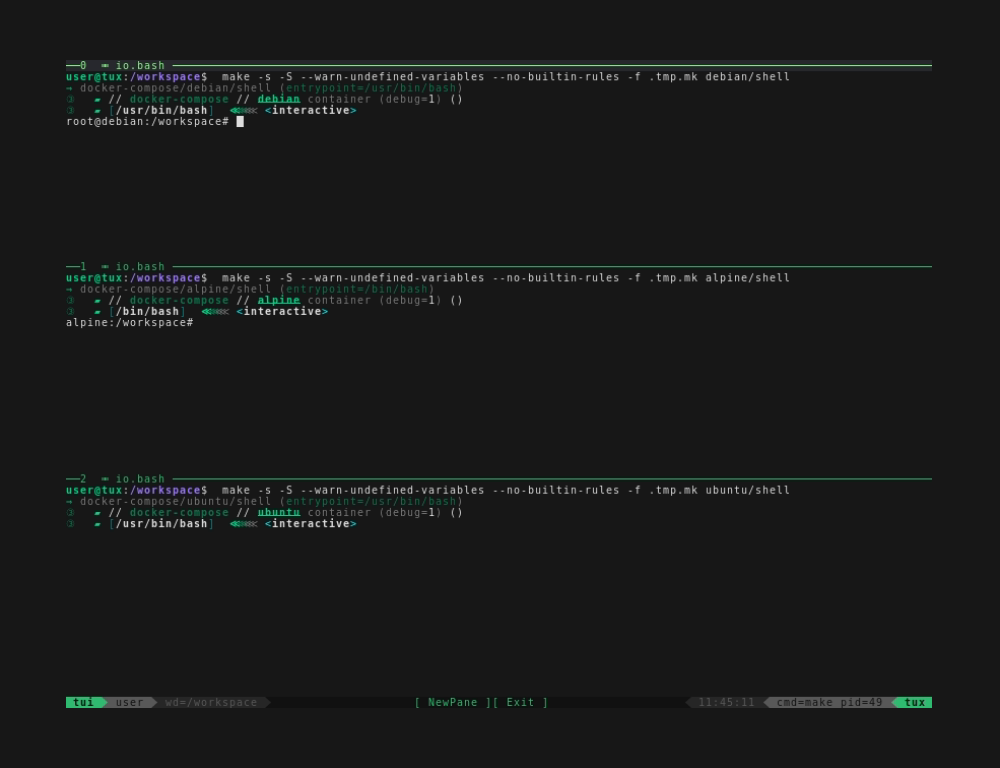 0 ⥈ io.bash
user@tux:/workspace$  make -s -S --warn-undefined-variables --no-builtin-rules -f .tmp.mk debian/shell
⇒ docker-compose/debian/shell (entrypoint=/usr/bin/bash)
③ ▰ // docker-compose // debian container (debug=1) ()
③ ▰ [/usr/bin/bash] ⋘⋇⋇ <interactive>
root@debian:/workspace#
1 ⥈ io.bash
user@tux:/workspace$  make -s -S --warn-undefined-variables --no-builtin-rules -f .tmp.mk alpine/shell
⇒ docker-compose/alpine/shell (entrypoint=/usr/bin/bash)
③ ▰ // docker-compose // alpine container (debug=1) ()
③ ▰ [/bin/bash] ⋘⋇⋇ <interactive>
alpine:/workspace#
2 ⥈ io.bash
user@tux:/workspace$  make -s -S --warn-undefined-variables --no-builtin-rules -f .tmp.mk ubuntu/shell
⇒ docker-compose/ubuntu/shell (entrypoint=/usr/bin/bash)
③ ▰ // docker-compose // ubuntu container (debug=1) ()
③ ▰ [/usr/bin/bash] ⋘⋇⋇ <interactive>
tui user wd=/workspace [ NewPane ][ Exit ] 11:45:11 cmd=make pid=49 tux